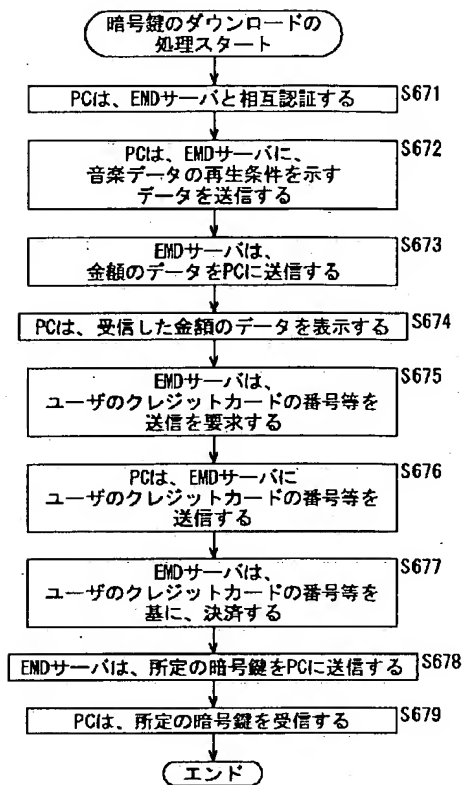 暗号鍵のダウンロードの
処理スタート
PCは、EMDサーバと相互認証する
S671
PCは、EMDサーバに、
音楽データの再生条件を示す
データを送信する
S672
EMDサーバは、
金額のデータをPCに送信する
S673
PCは、受信した金額のデータを表示する
S674
EMDサーバは、
ユーザのクレジットカードの番号等を
送信を要求する
S675
PCは、EMDサーバに
ユーザのクレジットカードの番号等を
送信する
S676
EMDサーバは、
ユーザのクレジットカードの番号等を
基に、決済する
S677
EMDサーバは、所定の暗号鍵をPCに送信する
S678
PCは、所定の暗号鍵を受信する
S679
エンド